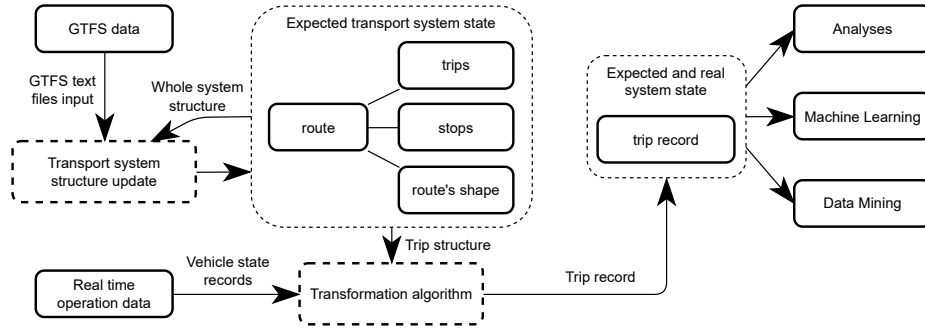 GTFS data
GTFS text
files input
Transport system
structure update
Whole system
structure
Expected transport system state
route
trips
stops
route's shape
Trip structure
Real time
operation data
Vehicle state
records
Transformation algorithm
Trip record
Expected and real
system state
trip record
Analyses
Machine Learning
Data Mining